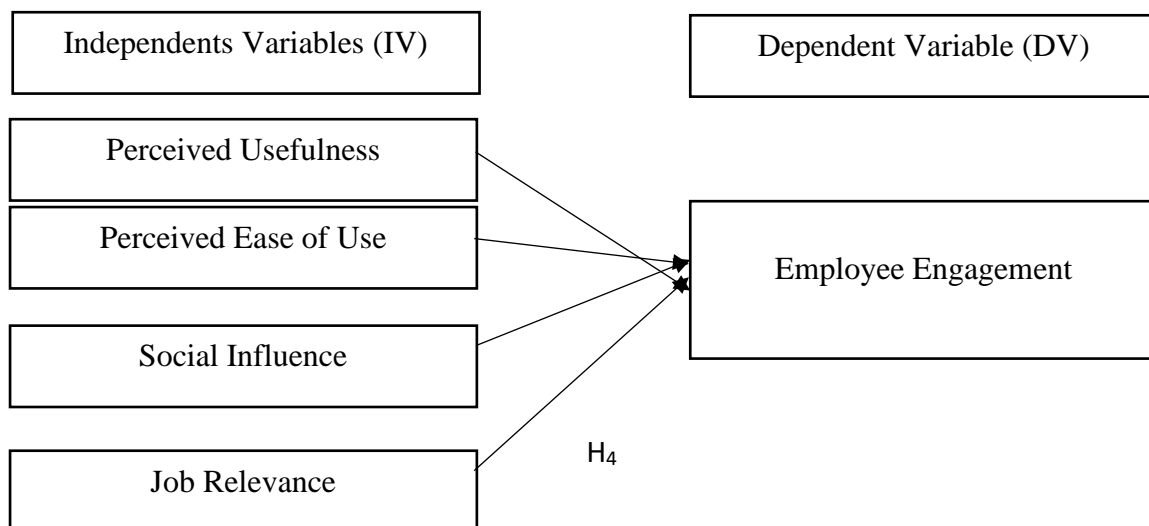 Independents Variables (IV)
Dependent Variable (DV)
Perceived Usefulness
Perceived Ease of Use
Employee Engagement
Social Influence
H₄
Job Relevance